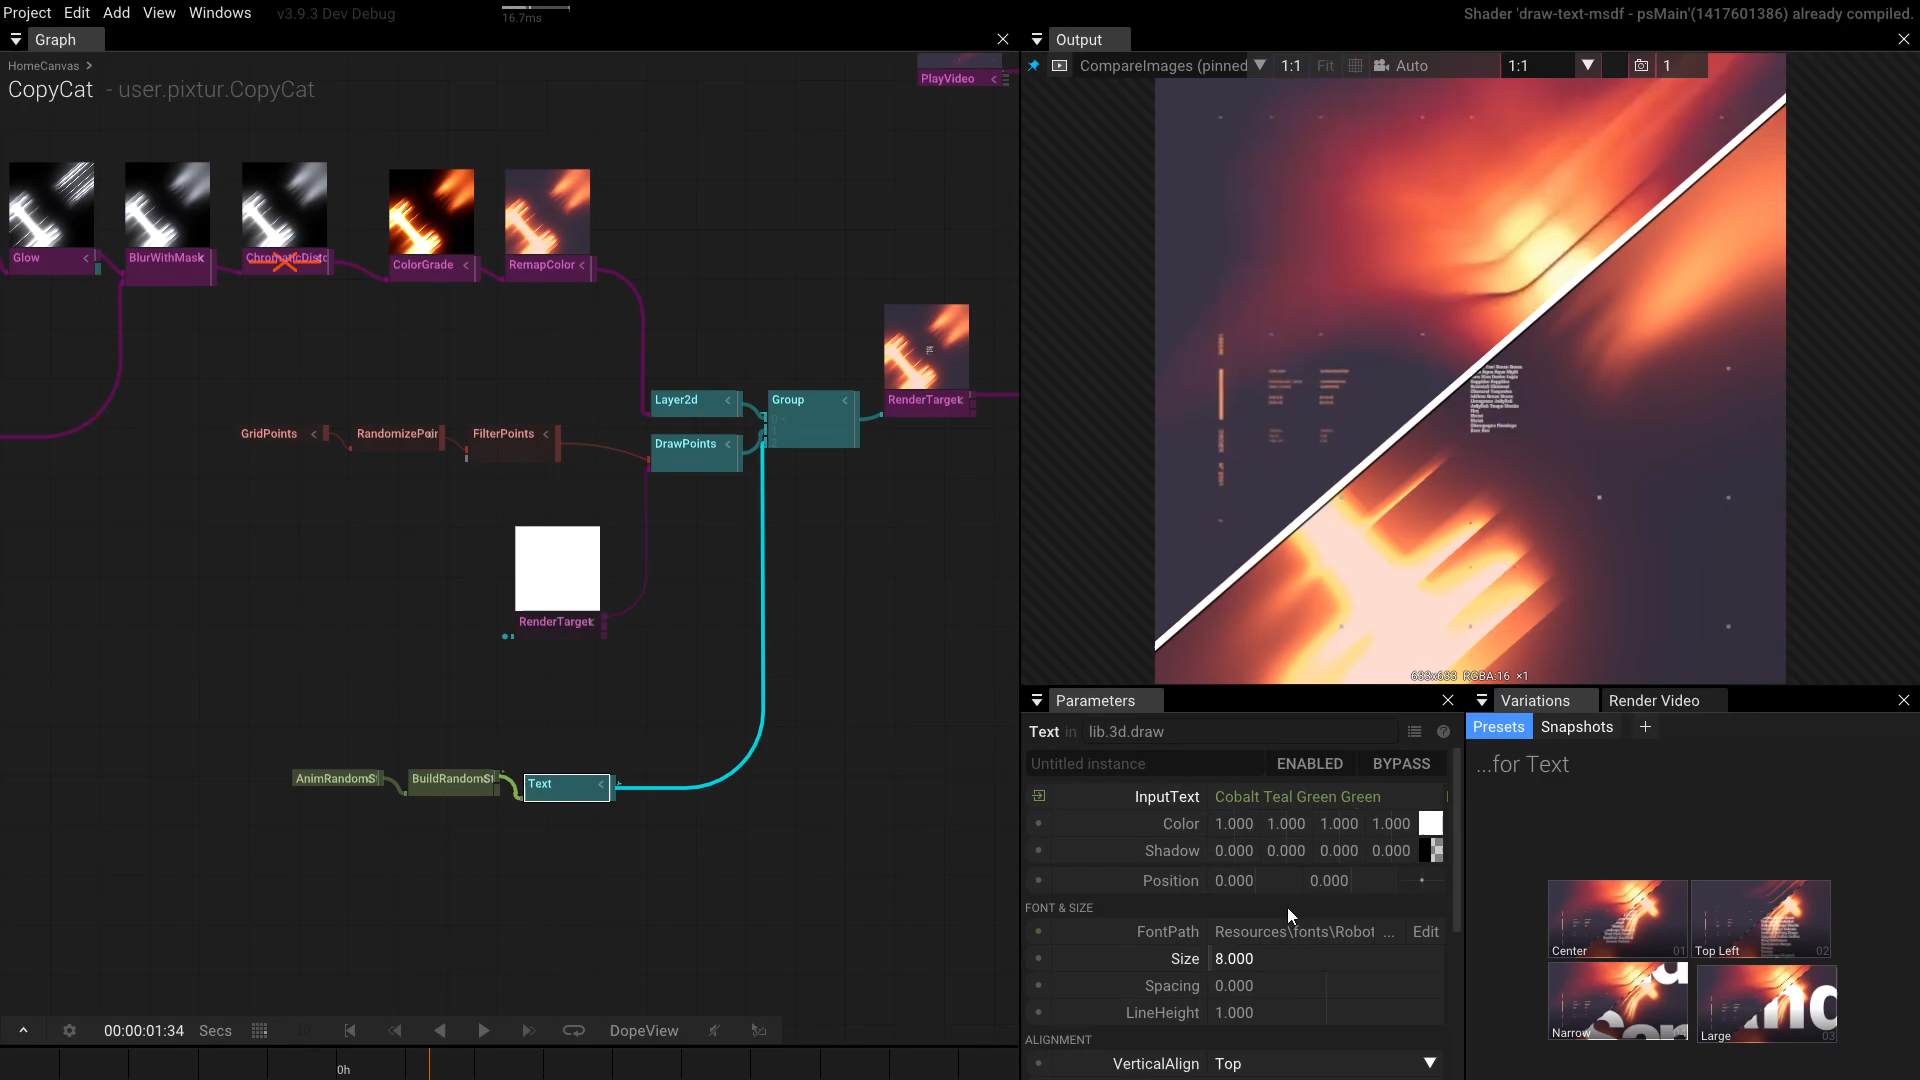 Project Edit Add View Windows v3.9.3 Dev Debug 16.7ms Shader 'draw-text-msdf - psMain'(1417601386) already compiled.
Graph
Output
HomeCanvas >
CopyCat - user.pixtur.CopyCat
PlayVideo
CompareImages (pinned 1:1 Fit Auto 1:1 1
Glow
BlurWithMask
ColorGrade
RemapColor
Layer2d
Group
RenderTarget
GridPoints
FilterPoints
DrawPoints
RenderTarget
AnimRandomSt
BuildRandomSt
Text
RGBA:16 ×1
Parameters
Text in lib.3d.draw
Untitled instance ENABLED BYPASS
InputText Cobalt Teal Green Green
Color 1.000 1.000 1.000 1.000
Shadow 0.000 0.000 0.000 0.000
Position 0.000 0.000
FONT & SIZE
FontPath Resources\fonts\Robot ... Edit
Size 8.000
Spacing 0.000
LineHeight 1.000
ALIGNMENT
VerticalAlign Top
Variations Render Video
Presets Snapshots +
...for Text
Center 01
Top Left 02
Narrow
Large 03
00:00:01:34 Secs 10 DopeView
0h